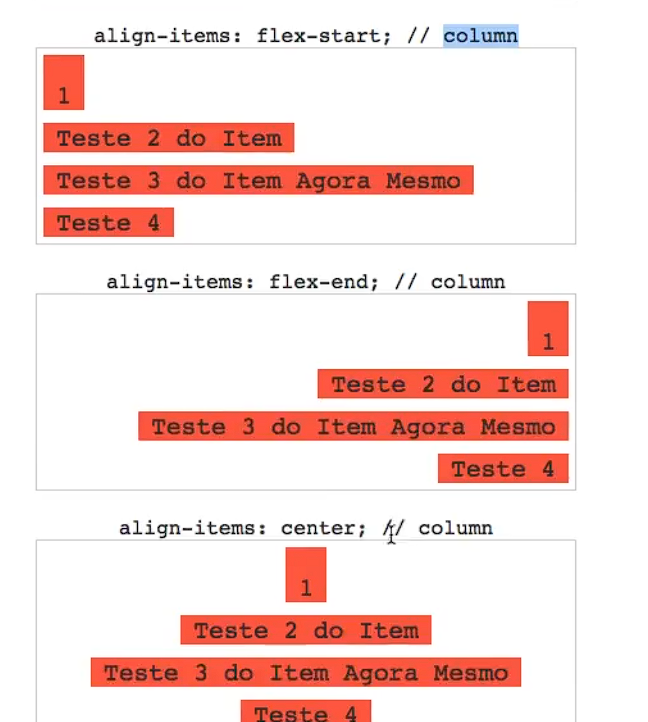 align-items: flex-start; // column
1
Teste 2 do Item
Teste 3 do Item Agora Mesmo
Teste 4
align-items: flex-end; // column
1
Teste 2 do Item
Teste 3 do Item Agora Mesmo
Teste 4
align-items: center; // column
1
Teste 2 do Item
Teste 3 do Item Agora Mesmo
Teste 4